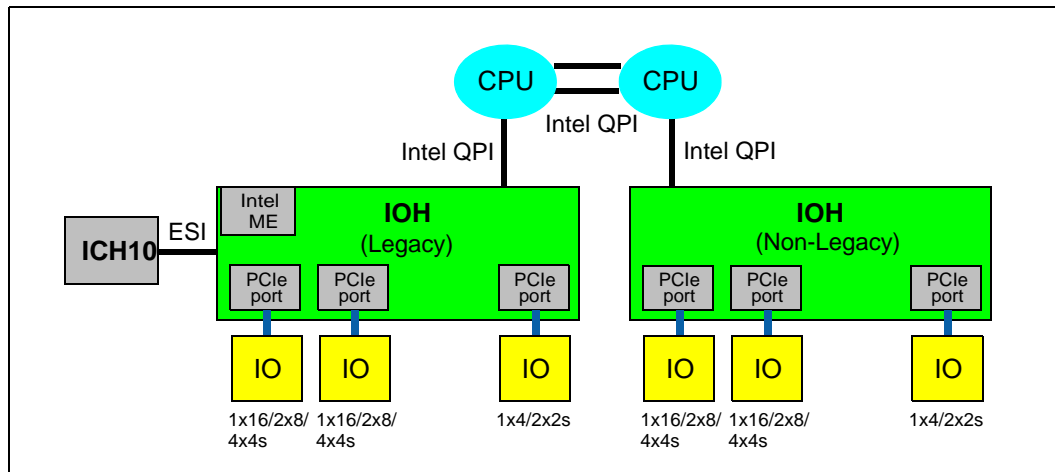 CPU
CPU
Intel QPI
Intel QPI
Intel QPI
Intel
ME
IOH
(Legacy)
IOH
(Non-Legacy)
ICH10
ESI
PCIe
port
PCIe
port
PCIe
port
PCIe
port
PCIe
port
PCIe
port
IO
IO
IO
IO
IO
IO
1x16/2x8/
4x4s
1x16/2x8/
4x4s
1x4/2x2s
1x16/2x8/
4x4s
1x16/2x8/
4x4s
1x4/2x2s